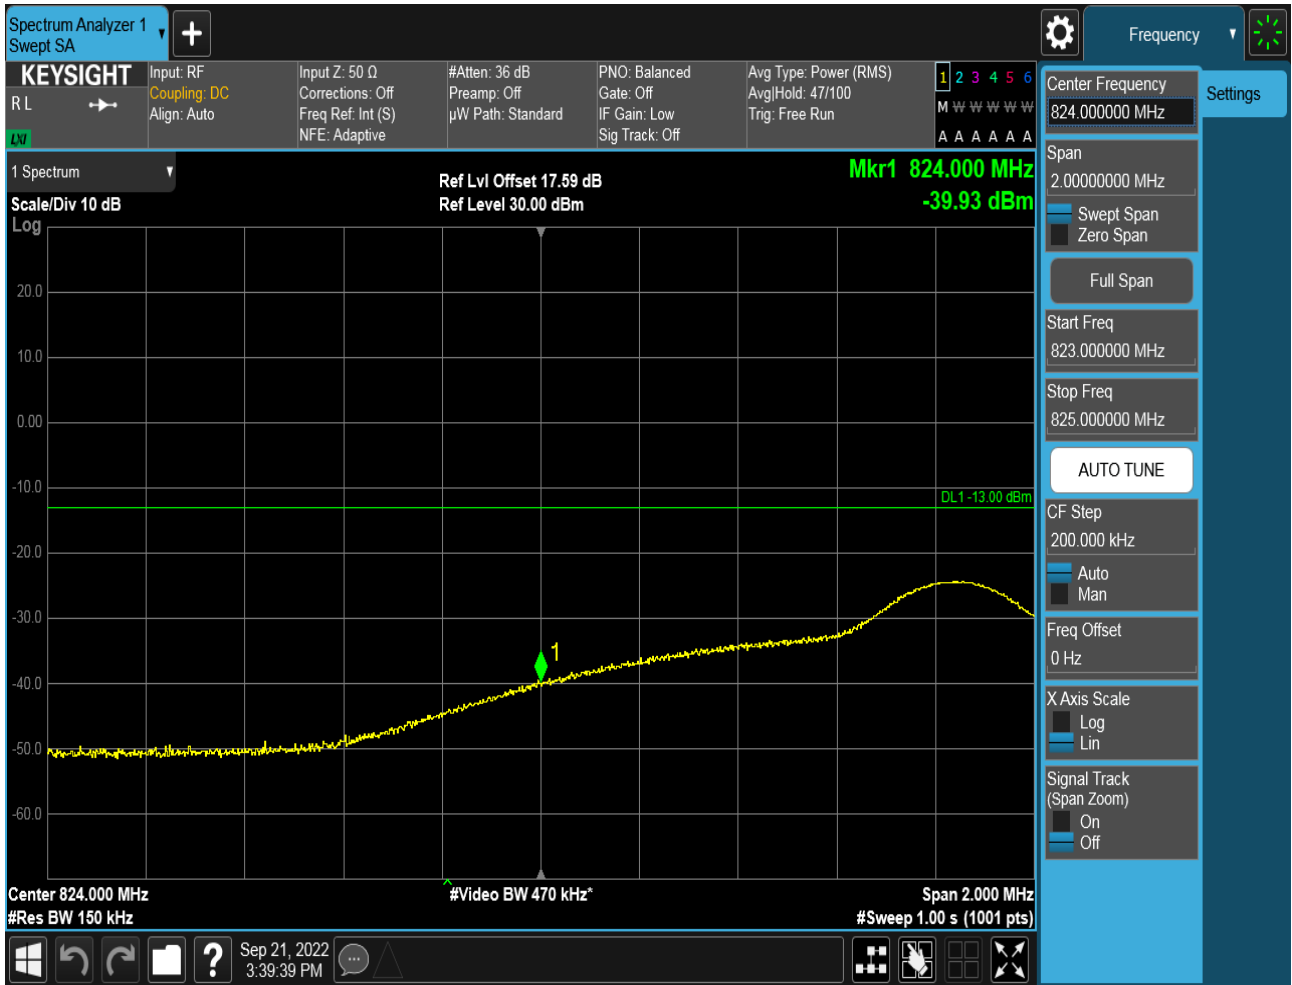 Spectrum Analyzer 1
Swept SA
Frequency
KEYSIGHT
R L
LXI
Input: RF
Coupling: DC
Align: Auto
Input Z: 50 Ω
Corrections: Off
Freq Ref: Int (S)
NFE: Adaptive
#Atten: 36 dB
Preamp: Off
µW Path: Standard
PNO: Balanced
Gate: Off
IF Gain: Low
Sig Track: Off
Avg Type: Power (RMS)
Avg|Hold: 47/100
Trig: Free Run
1 2 3 4 5 6
M W W W W W
A A A A A A
1 Spectrum
Scale/Div 10 dB
Log
Ref Lvl Offset 17.59 dB
Ref Level 30.00 dBm
Mkr1 824.000 MHz
-39.93 dBm
20.0
10.0
0.00
-10.0
-20.0
-30.0
-40.0
-50.0
-60.0
DL1 -13.00 dBm
1
Center 824.000 MHz
#Res BW 150 kHz
#Video BW 470 kHz*
Span 2.000 MHz
#Sweep 1.00 s (1001 pts)
Sep 21, 2022
3:39:39 PM
Center Frequency
824.000000 MHz
Settings
Span
2.00000000 MHz
Swept Span
Zero Span
Full Span
Start Freq
823.000000 MHz
Stop Freq
825.000000 MHz
AUTO TUNE
CF Step
200.000 kHz
Auto
Man
Freq Offset
0 Hz
X Axis Scale
Log
Lin
Signal Track
(Span Zoom)
On
Off